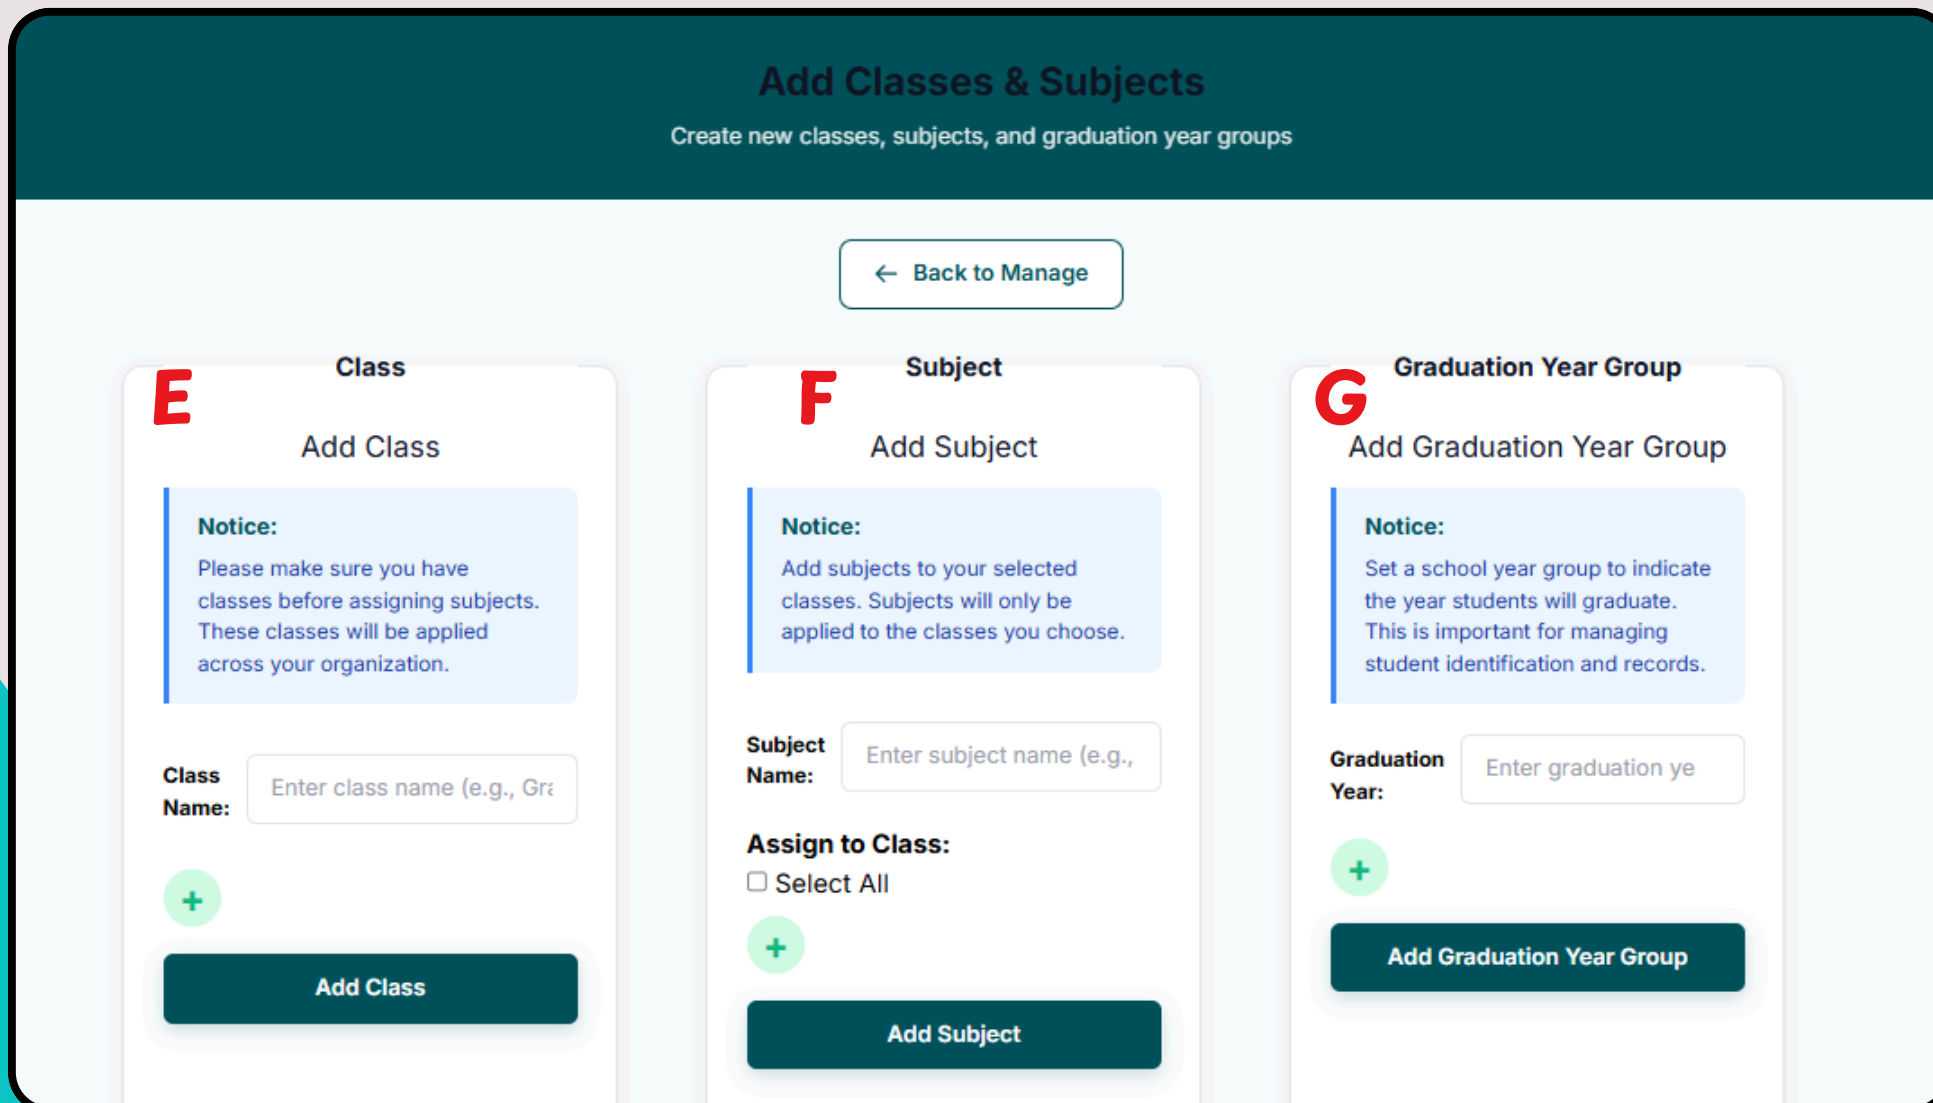 Add Classes & Subjects
Create new classes, subjects, and graduation year groups
← Back to Manage
Class
E
Add Class
Notice:
Please make sure you have
classes before assigning subjects.
These classes will be applied
across your organization.
Class
Name:
Enter class name (e.g., Gra
+
Add Class
Subject
F
Add Subject
Notice:
Add subjects to your selected
classes. Subjects will only be
applied to the classes you choose.
Subject
Name:
Enter subject name (e.g.,
Assign to Class:
Select All
+
Add Subject
Graduation Year Group
G
Add Graduation Year Group
Notice:
Set a school year group to indicate
the year students will graduate.
This is important for managing
student identification and records.
Graduation
Year:
Enter graduation ye
+
Add Graduation Year Group